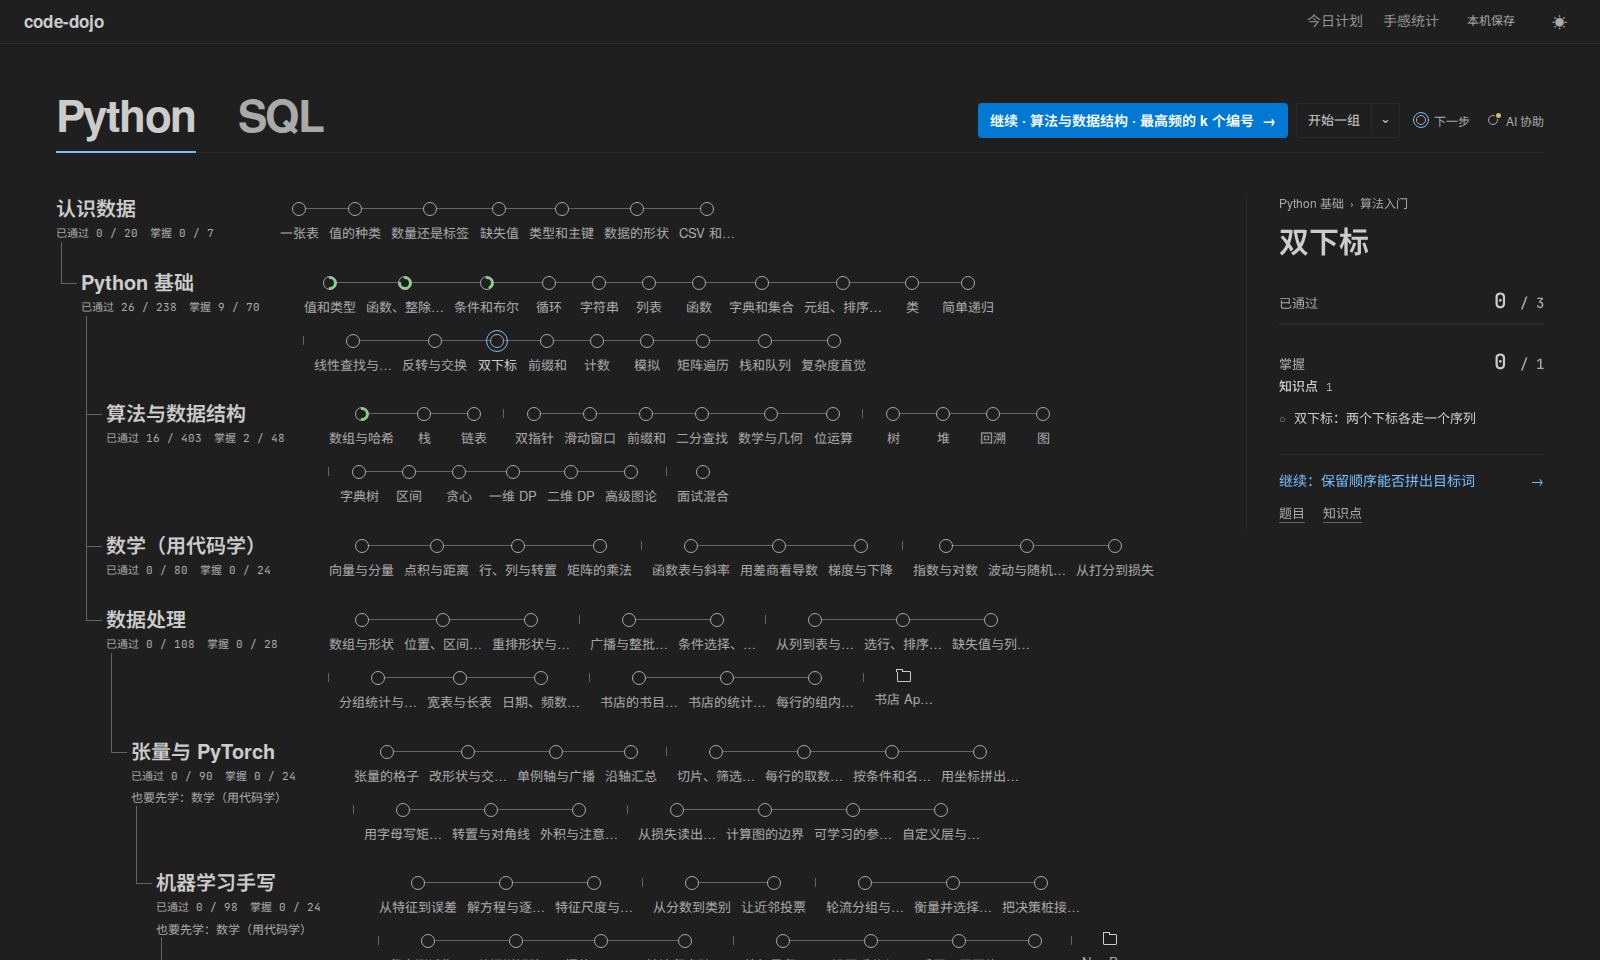 code-dojo
今日计划 手感统计 本机保存
Python SQL
继续 · 算法与数据结构 · 最高频的 k 个编号 → 开始一组 下一步 AI 协助
认识数据
已通过 0 / 20 掌握 0 / 7
一张表 值的种类 数量还是标签 缺失值 类型和主键 数据的形状 CSV 和…
Python 基础
已通过 26 / 238 掌握 9 / 70
值和类型 函数、整除… 条件和布尔 循环 字符串 列表 函数 字典和集合 元组、排序… 类 简单递归
线性查找与… 反转与交换 双下标 前缀和 计数 模拟 矩阵遍历 栈和队列 复杂度直觉
算法与数据结构
已通过 16 / 403 掌握 2 / 48
数组与哈希 栈 链表 双指针 滑动窗口 前缀和 二分查找 数学与几何 位运算 树 堆 回溯 图
字典树 区间 贪心 一维 DP 二维 DP 高级图论 面试混合
数学（用代码学）
已通过 0 / 80 掌握 0 / 24
向量与分量 点积与距离 行、列与转置 矩阵的乘法 函数表与斜率 用差商看导数 梯度与下降 指数与对数 波动与随机… 从打分到损失
数据处理
已通过 0 / 108 掌握 0 / 28
数组与形状 位置、区间… 重排形状与… 广播与整批… 条件选择、… 从列到表与… 选行、排序… 缺失值与列…
分组统计与… 宽表与长表 日期、频数… 书店的书目… 书店的统计… 每行的组内… 书店 Ap…
张量与 PyTorch
已通过 0 / 90 掌握 0 / 24
也要先学：数学（用代码学）
张量的格子 改形状与交… 单例轴与广播 沿轴汇总 切片、筛选… 每行的取数… 按条件和名… 用坐标拼出…
用字母写矩… 转置与对角线 外积与注意… 从损失读出… 计算图的边界 可学习的参… 自定义层与…
机器学习手写
已通过 0 / 98 掌握 0 / 24
也要先学：数学（用代码学）
从特征到误差 解方程与逐… 特征尺度与… 从分数到类别 让近邻投票 轮流分组与… 衡量并选择… 把决策桩接…
Python 基础 › 算法入门
双下标
已通过 0 / 3
掌握 0 / 1
知识点 1
双下标：两个下标各走一个序列
继续：保留顺序能否拼出目标词 →
题目 知识点